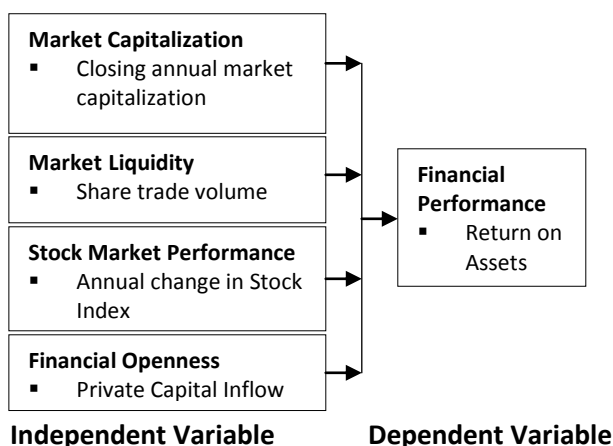 Market Capitalization
▪ Closing annual market
capitalization
Market Liquidity
▪ Share trade volume
Stock Market Performance
▪ Annual change in Stock
Index
Financial Openness
▪ Private Capital Inflow
Financial
Performance
▪ Return on
Assets
Independent Variable
Dependent Variable